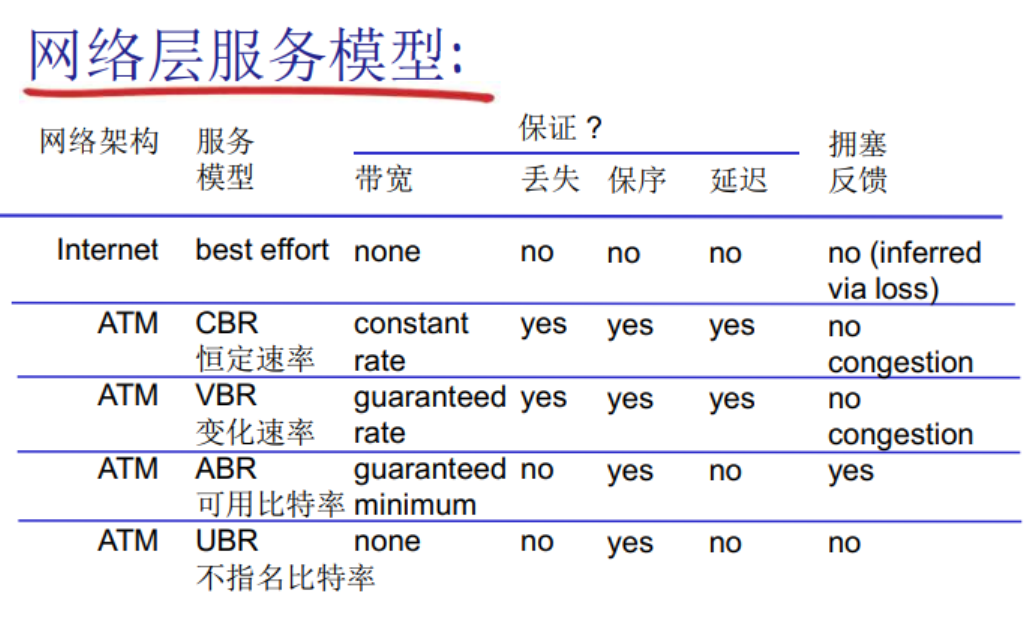 网络层服务模型:
保证？
网络架构 服务模型 带宽 丢失 保序 延迟 拥塞反馈
Internet best effort none no no no no (inferred via loss)
ATM CBR 恒定速率 constant rate yes yes yes no congestion
ATM VBR 变化速率 guaranteed rate yes yes yes no congestion
ATM ABR 可用比特率 guaranteed minimum no yes no yes
ATM UBR 不指名比特率 none no yes no no